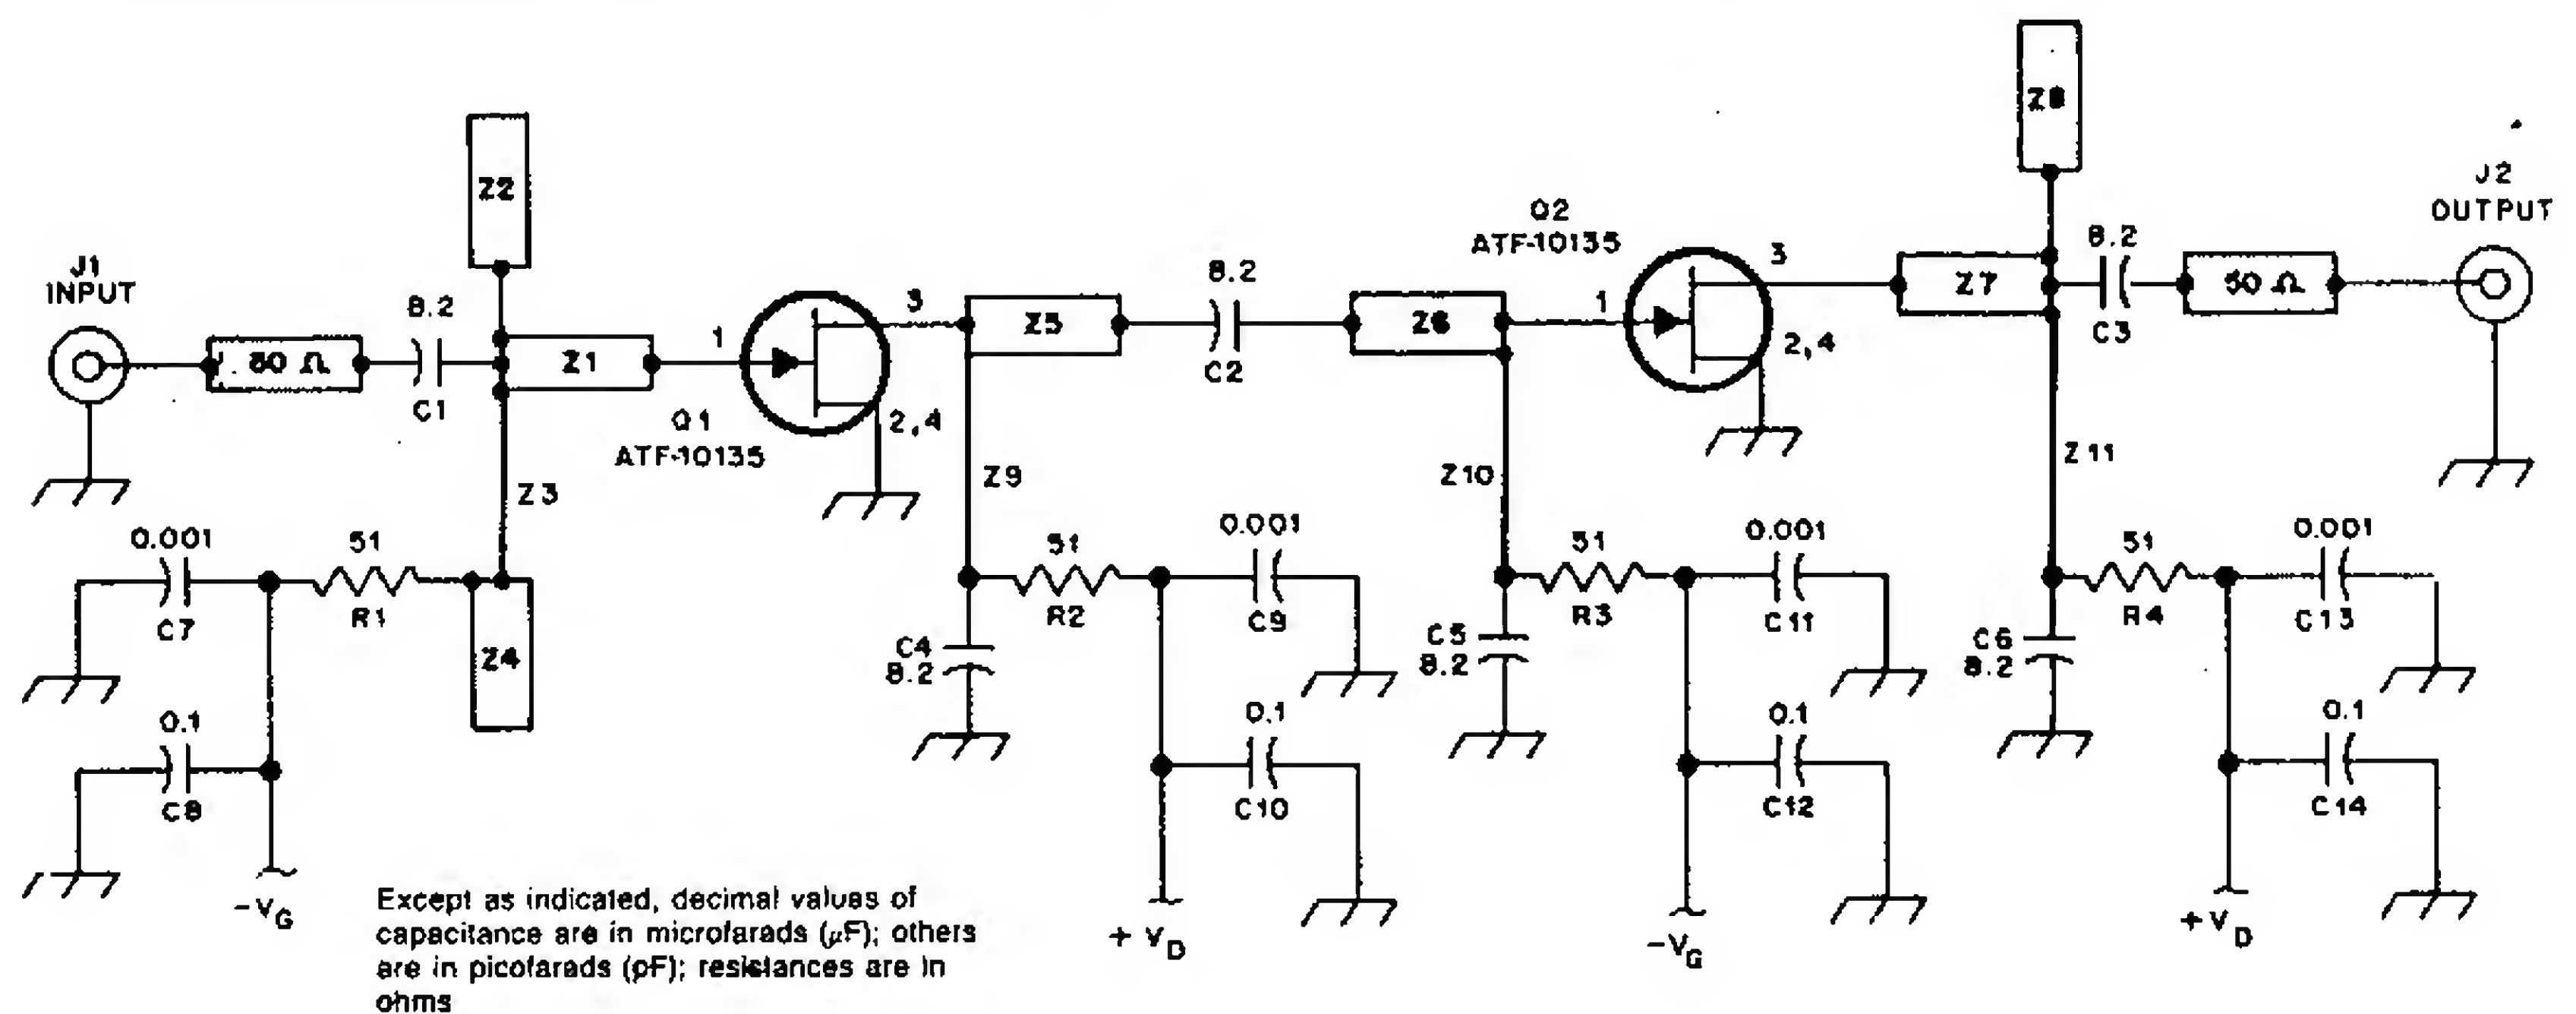 Z8
J2
OUTPUT
Z2
Q2
ATF-10135
3
8.2
J1
INPUT
8.2
3
8.2
1
Z7
50 Ω
C3
1
Z5
Z6
2,4
50 Ω
Z1
C2
C1
Q1
ATF-10135
2,4
Z3
Z9
Z10
Z11
0.001
51
51
0.001
51
0.001
51
0.001
C7
R1
R2
C9
R3
C11
R4
C13
Z4
C4
8.2
C5
8.2
C6
8.2
0.1
0.1
0.1
0.1
C8
C10
C12
C14
-VG
+ VD
-VG
+VD
Except as indicated, decimal values of
capacitance are in microfarads (µF); others
are in picofarads (pF); resistances are in
ohms